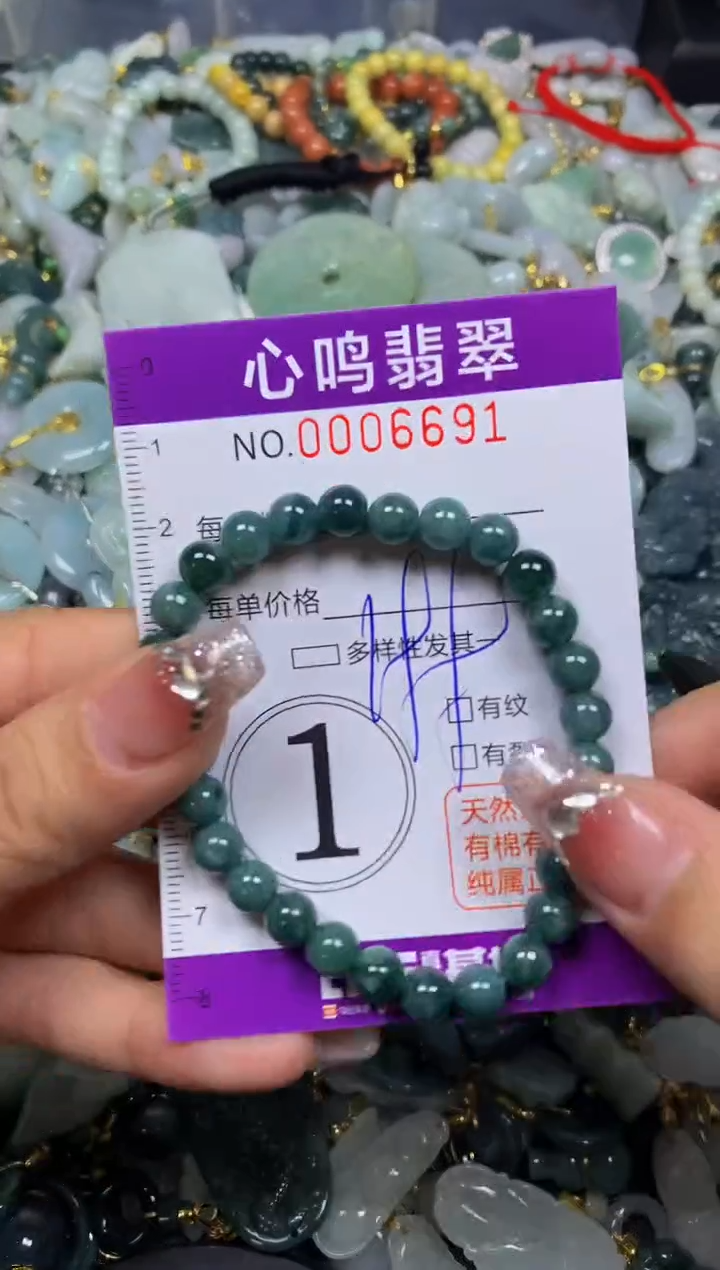 心鸣翡翠
NO.0006691
0
1
2 每
每单价格
多样性发其一
有纹
1
有
天然
有棉有
纯属正
7
8